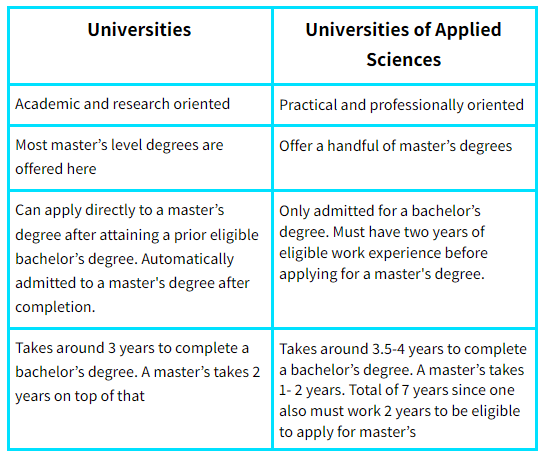 Universities
Universities of Applied
Sciences
Academic and research oriented
Practical and professionally oriented
Most master’s level degrees are
offered here
Offer a handful of master’s degrees
Can apply directly to a master’s
degree after attaining a prior eligible
bachelor’s degree. Automatically
admitted to a master's degree after
completion.
Only admitted for a bachelor’s
degree. Must have two years of
eligible work experience before
applying for a master's degree.
Takes around 3 years to complete a
bachelor’s degree. A master’s takes 2
years on top of that
Takes around 3.5-4 years to complete
a bachelor’s degree. A master’s takes
1- 2 years. Total of 7 years since one
also must work 2 years to be eligible
to apply for master’s